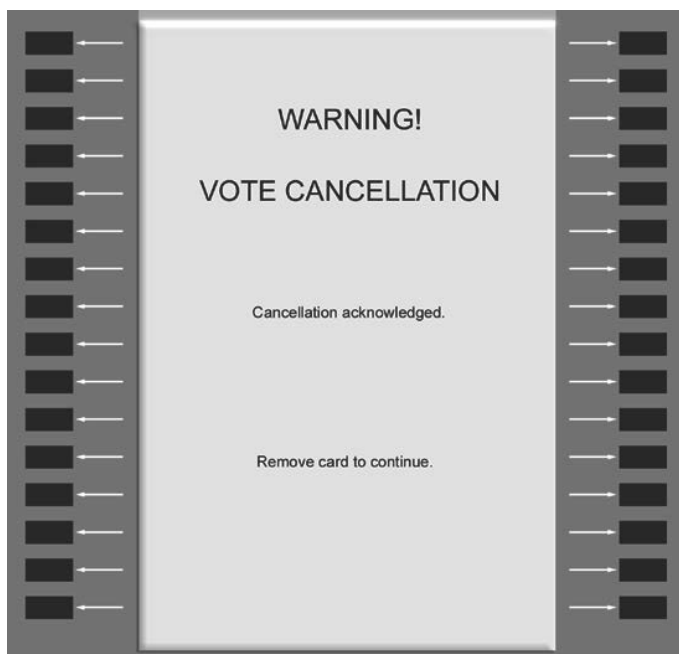 WARNING!
VOTE CANCELLATION
Cancellation acknowledged.
Remove card to continue.